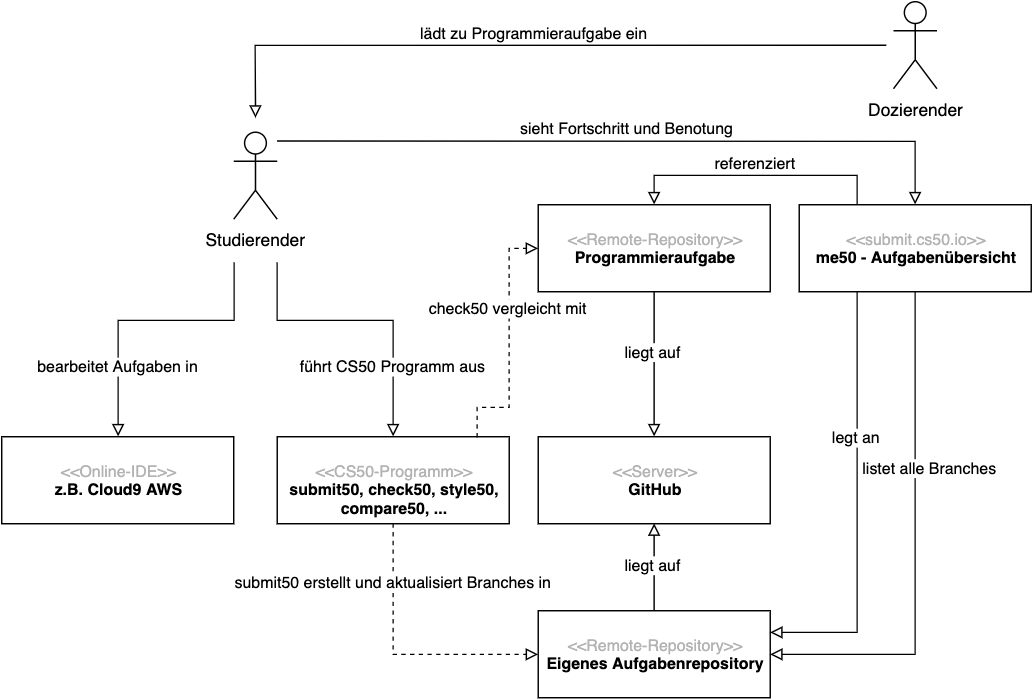 lädt zu Programmieraufgabe ein
Dozierender
sieht Fortschritt und Benotung
referenziert
Studierender
<<Remote-Repository>>
Programmieraufgabe
<<submit.cs50.io>>
me50 - Aufgabenübersicht
check50 vergleicht mit
liegt auf
bearbeitet Aufgaben in
führt CS50 Programm aus
legt an
listet alle Branches
<<Online-IDE>>
z.B. Cloud9 AWS
<<CS50-Programm>>
submit50, check50, style50,
compare50, ...
<<Server>>
GitHub
liegt auf
submit50 erstellt und aktualisiert Branches in
<<Remote-Repository>>
Eigenes Aufgabenrepository